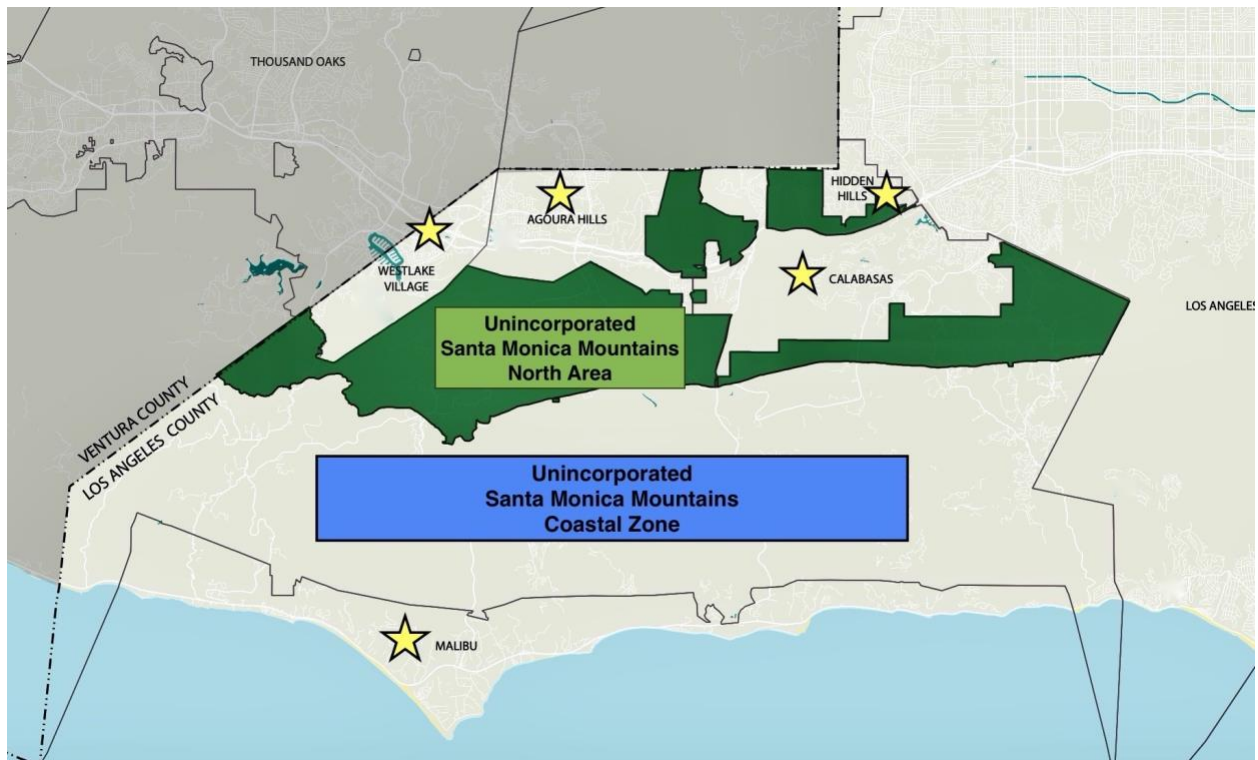 THOUSAND OAKS
HIDDEN
HILLS
AGOURA HILLS
WESTLAKE
VILLAGE
CALABASAS
LOS ANGELES
Unincorporated
Santa Monica Mountains
North Area
VENTURA COUNTY
LOS ANGELES COUNTY
Unincorporated
Santa Monica Mountains
Coastal Zone
MALIBU